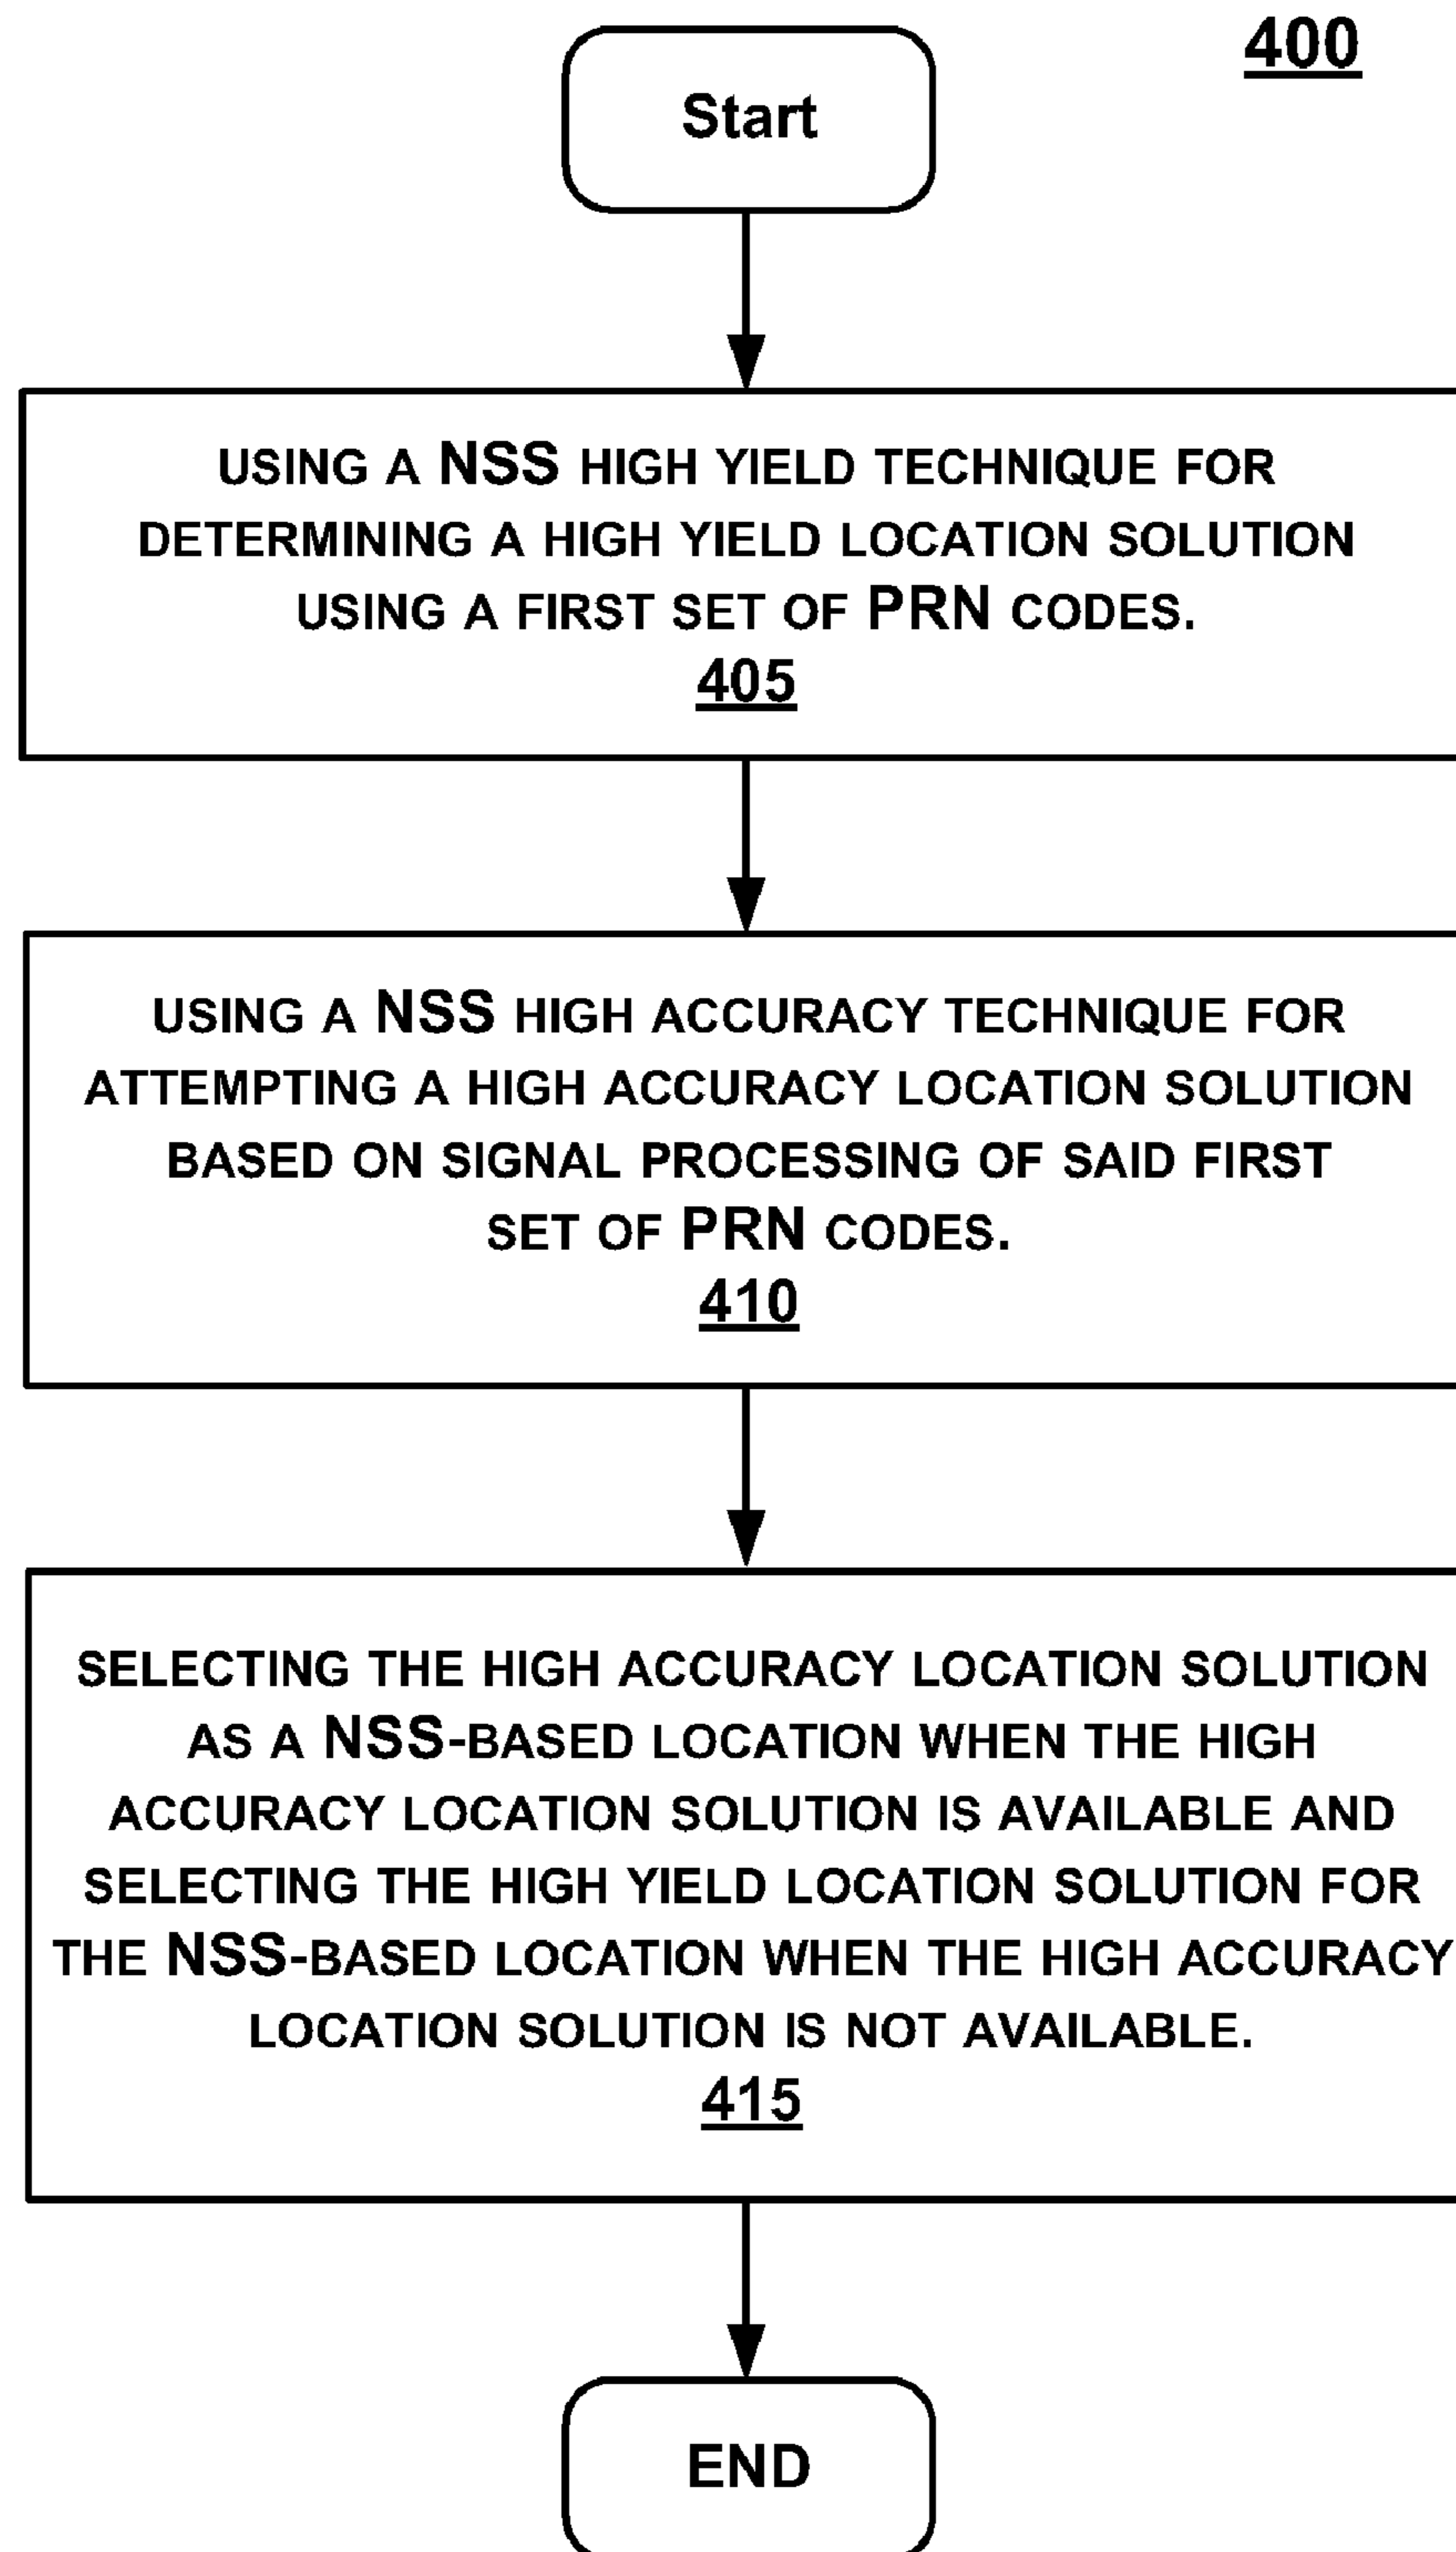 400
Start
USING A NSS HIGH YIELD TECHNIQUE FOR
DETERMINING A HIGH YIELD LOCATION SOLUTION
USING A FIRST SET OF PRN CODES.
405
USING A NSS HIGH ACCURACY TECHNIQUE FOR
ATTEMPTING A HIGH ACCURACY LOCATION SOLUTION
BASED ON SIGNAL PROCESSING OF SAID FIRST
SET OF PRN CODES.
410
SELECTING THE HIGH ACCURACY LOCATION SOLUTION
AS A NSS-BASED LOCATION WHEN THE HIGH
ACCURACY LOCATION SOLUTION IS AVAILABLE AND
SELECTING THE HIGH YIELD LOCATION SOLUTION FOR
THE NSS-BASED LOCATION WHEN THE HIGH ACCURACY
LOCATION SOLUTION IS NOT AVAILABLE.
415
END